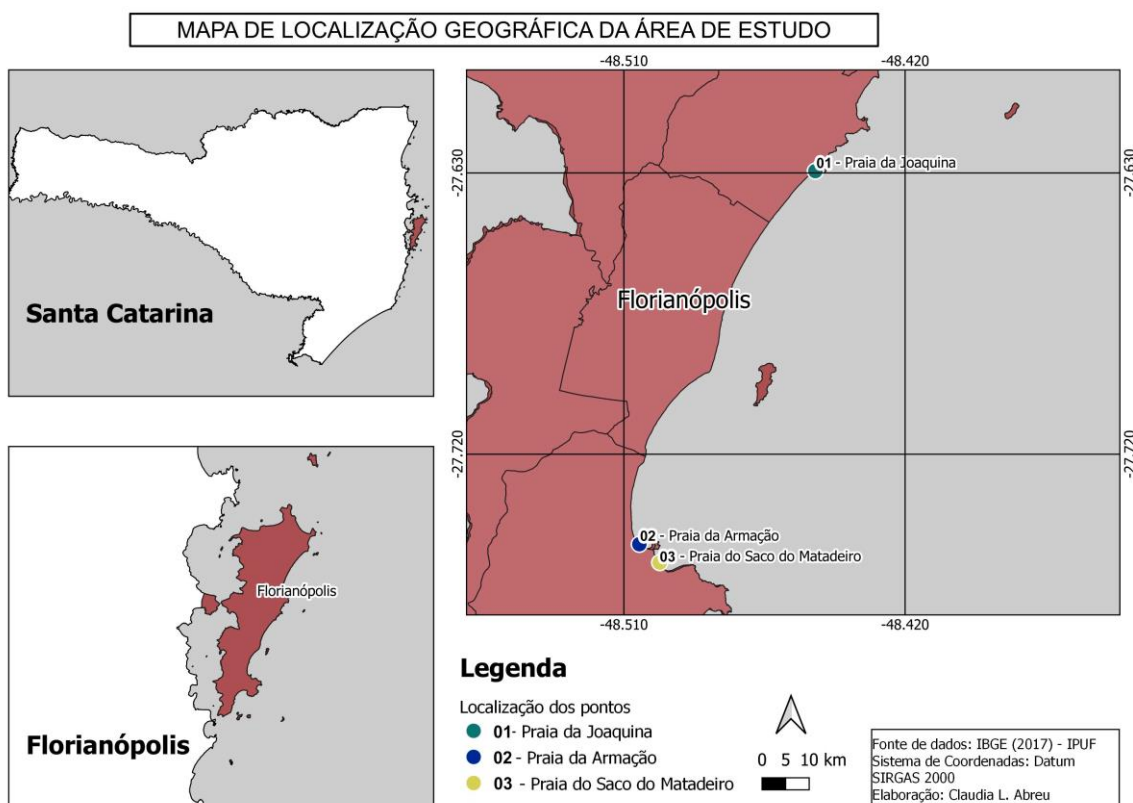 MAPA DE LOCALIZAÇÃO GEOGRÁFICA DA ÁREA DE ESTUDO
Santa Catarina
Florianópolis
Florianópolis
-48.510
-48.420
-27.630
-27.630
01 - Praia da Joaquina
Florianópolis
-27.720
-27.720
02 - Praia da Armação
03 - Praia do Saco do Matadeiro
-48.510
-48.420
Legenda
Localização dos pontos
01- Praia da Joaquina
02 - Praia da Armação
03 - Praia do Saco do Matadeiro
0 5 10 km
Fonte de dados: IBGE (2017) - IPUF
Sistema de Coordenadas: Datum
SIRGAS 2000
Elaboração: Claudia L. Abreu